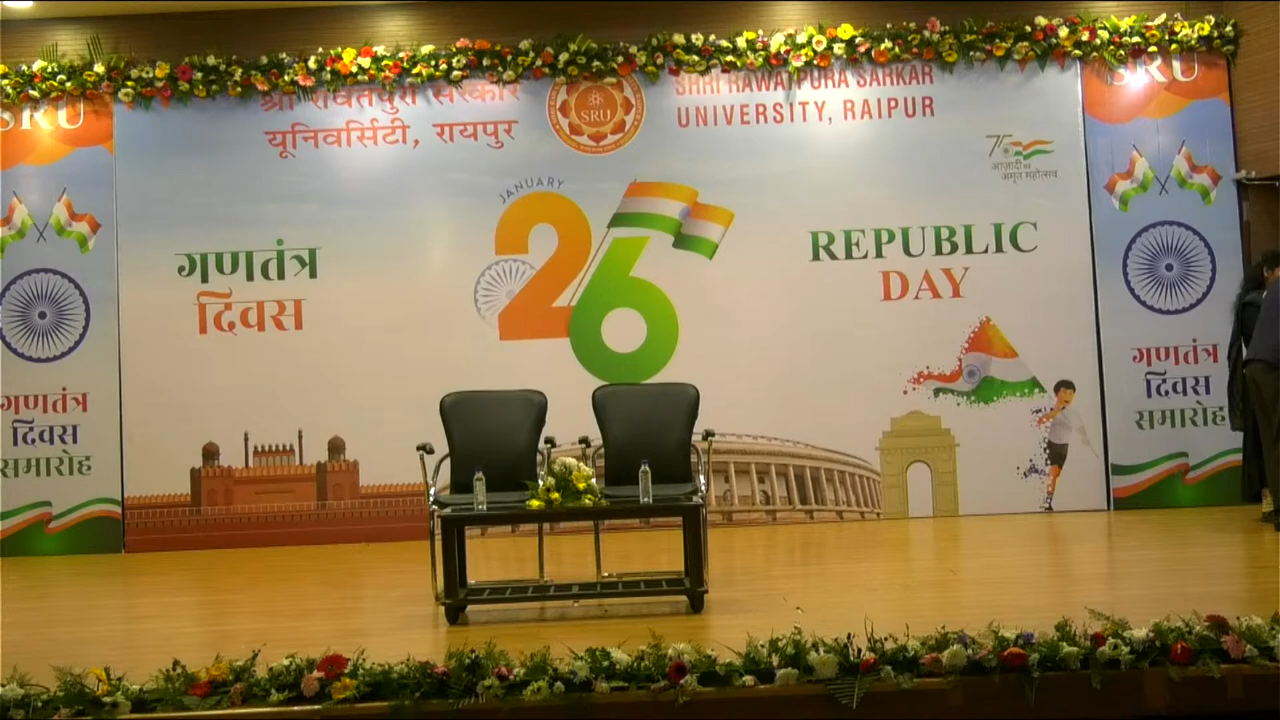 SRU
श्री रावतपुरा सरकार
यूनिवर्सिटी, रायपुर
SRU
SHRI RAWATPURA SARKAR
UNIVERSITY, RAIPUR
SRU
75
आज़ादी का
अमृत महोत्सव
JANUARY
26
गणतंत्र
दिवस
REPUBLIC
DAY
गणतंत्र
दिवस
समारोह
गणतंत्र
दिवस
समारोह